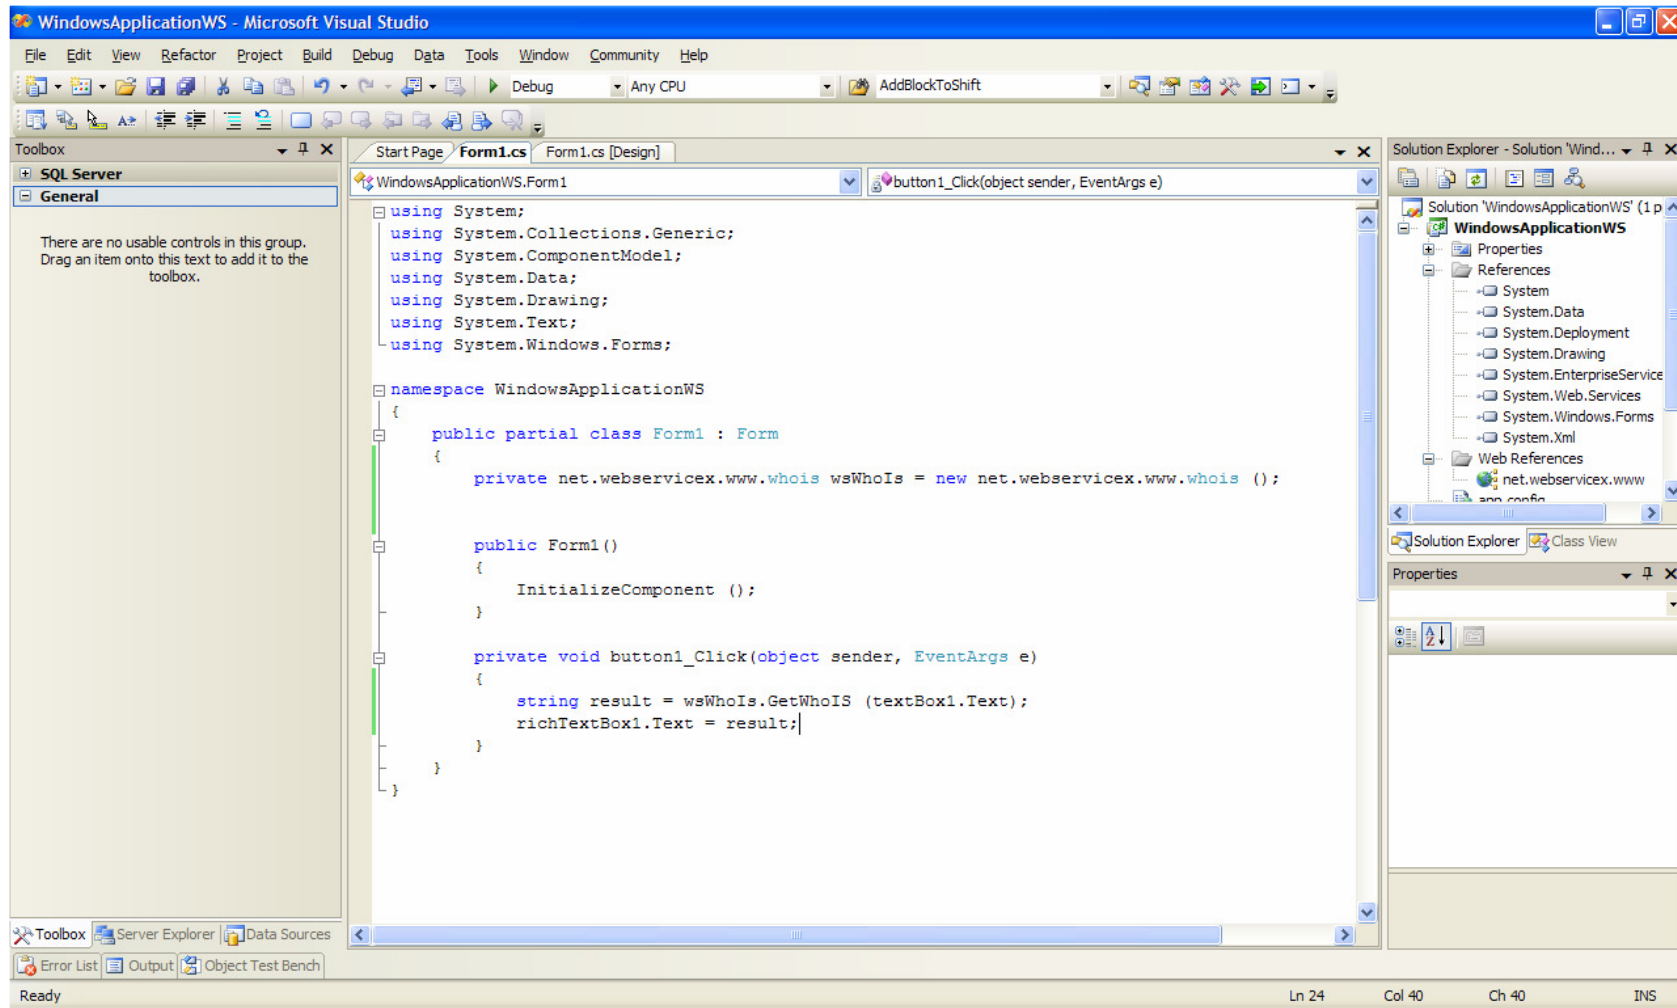 WindowsApplicationWS - Microsoft Visual Studio
File Edit View Refactor Project Build Debug Data Tools Window Community Help
Debug Any CPU AddBlockToShift
Toolbox
SQL Server
General
There are no usable controls in this group.
Drag an item onto this text to add it to the
toolbox.
Toolbox Server Explorer Data Sources
Start Page Form1.cs Form1.cs [Design]
WindowsApplicationWS.Form1 button1_Click(object sender, EventArgs e)
using System;
using System.Collections.Generic;
using System.ComponentModel;
using System.Data;
using System.Drawing;
using System.Text;
using System.Windows.Forms;
namespace WindowsApplicationWS
{
public partial class Form1 : Form
{
private net.webservicex.www.whois wsWhoIs = new net.webservicex.www.whois ();
public Form1()
{
InitializeComponent ();
}
private void button1_Click(object sender, EventArgs e)
{
string result = wsWhoIs.GetWhoIS (textBox1.Text);
richTextBox1.Text = result;
}
}
}
Solution Explorer - Solution 'Wind...
Solution 'WindowsApplicationWS' (1 p
WindowsApplicationWS
Properties
References
System
System.Data
System.Deployment
System.Drawing
System.EnterpriseService
System.Web.Services
System.Windows.Forms
System.Xml
Web References
net.webservicex.www
app.config
Solution Explorer Class View
Properties
Error List Output Object Test Bench
Ready Ln 24 Col 40 Ch 40 INS